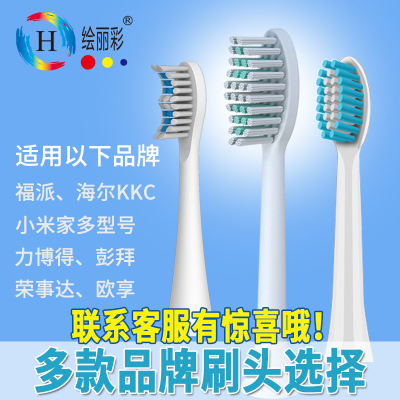 H 绘丽彩®
适用以下品牌
福派、海尔KKC
小米家多型号
力博得、彭拜
荣事达、欧享
联系客服有惊喜哦!
多款品牌刷头选择